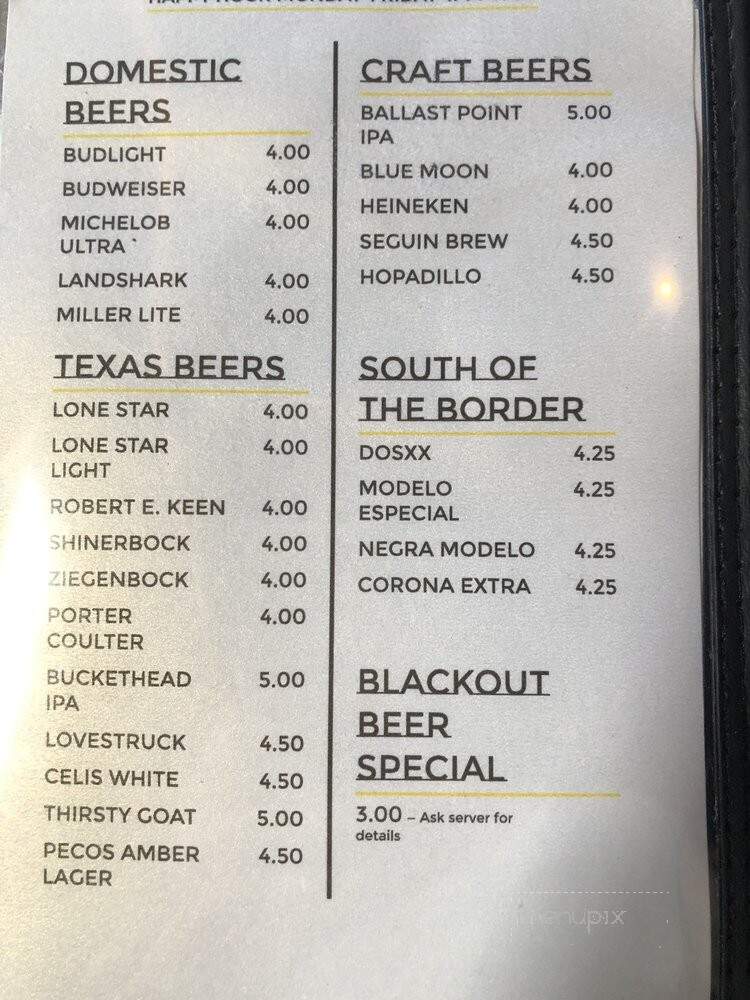 DOMESTIC
BEERS
BUDLIGHT 4.00
BUDWEISER 4.00
MICHELOB 4.00
ULTRA `
LANDSHARK 4.00
MILLER LITE 4.00
TEXAS BEERS
LONE STAR 4.00
LONE STAR 4.00
LIGHT
ROBERT E. KEEN 4.00
SHINERBOCK 4.00
ZIEGENBOCK 4.00
PORTER 4.00
COULTER
BUCKETHEAD 5.00
IPA
LOVESTRUCK 4.50
CELIS WHITE 4.50
THIRSTY GOAT 5.00
PECOS AMBER 4.50
LAGER
CRAFT BEERS
BALLAST POINT 5.00
IPA
BLUE MOON 4.00
HEINEKEN 4.00
SEGUIN BREW 4.50
HOPADILLO 4.50
SOUTH OF
THE BORDER
DOSXX 4.25
MODELO 4.25
ESPECIAL
NEGRA MODELO 4.25
CORONA EXTRA 4.25
BLACKOUT
BEER
SPECIAL
3.00 – Ask server for
details
menupix